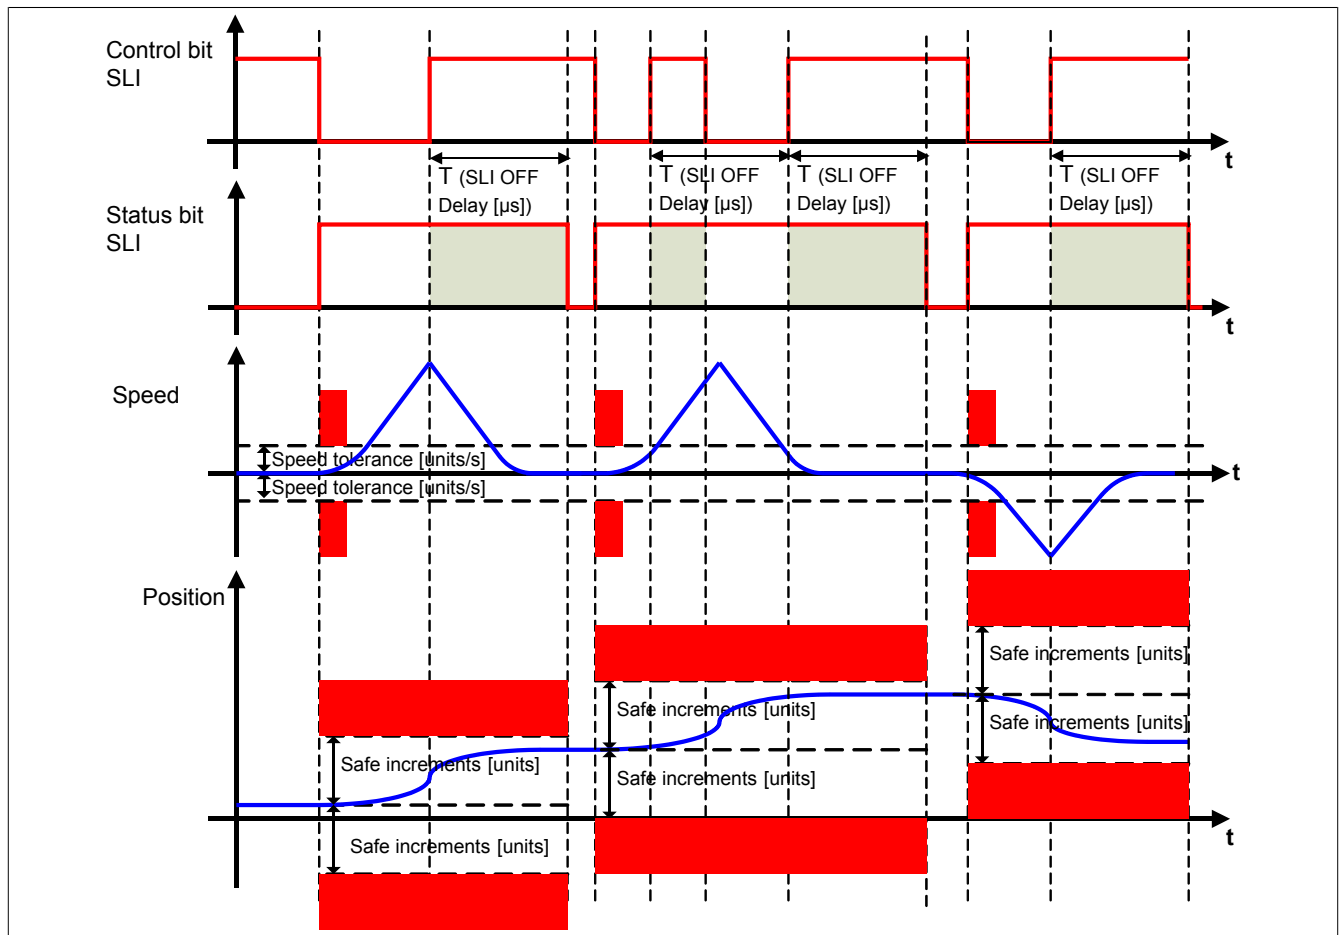 Control bit
SLI
t
T (SLI OFF
Delay [µs])
T (SLI OFF
Delay [µs])
T (SLI OFF
Delay [µs])
T (SLI OFF
Delay [µs])
Status bit
SLI
t
Speed
Speed tolerance [units/s]
t
Speed tolerance [units/s]
Position
Safe increments [units]
Safe increments [units]
Safe increments [units]
Safe increments [units]
Safe increments [units]
Safe increments [units]
t